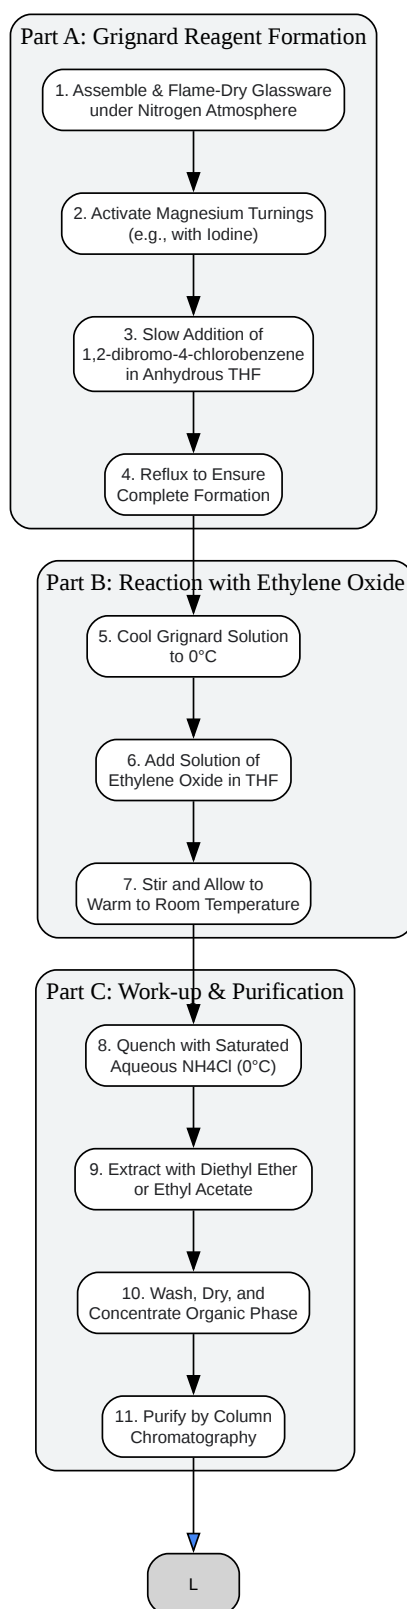 Part A: Grignard Reagent Formation
1. Assemble & Flame-Dry Glassware
under Nitrogen Atmosphere
2. Activate Magnesium Turnings
(e.g., with Iodine)
3. Slow Addition of
1,2-dibromo-4-chlorobenzene
in Anhydrous THF
4. Reflux to Ensure
Complete Formation
Part B: Reaction with Ethylene Oxide
5. Cool Grignard Solution
to 0°C
6. Add Solution of
Ethylene Oxide in THF
7. Stir and Allow to
Warm to Room Temperature
Part C: Work-up & Purification
8. Quench with Saturated
Aqueous NH4Cl (0°C)
9. Extract with Diethyl Ether
or Ethyl Acetate
10. Wash, Dry, and
Concentrate Organic Phase
11. Purify by Column
Chromatography
L